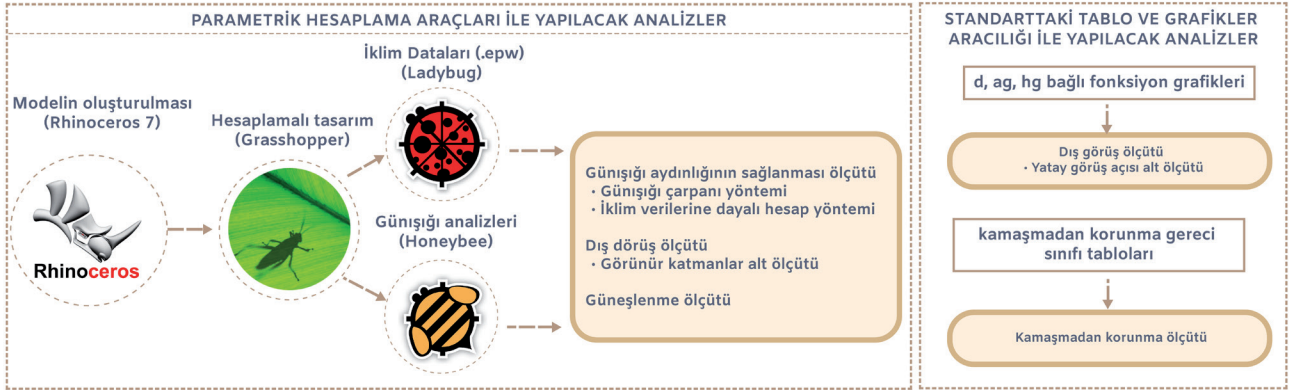 PARAMETRİK HESAPLAMA ARAÇLARI İLE YAPILACAK ANALİZLER
Modelin oluşturulması
(Rhinoceros 7)
Rhinoceros
Hesaplamalı tasarım
(Grasshopper)
İklim Dataları (.epw)
(Ladybug)
Günışığı analizleri
(Honeybee)
Günışığı aydınlığının sağlanması ölçütü
• Günışığı çarpanı yöntemi
• İklim verilerine dayalı hesap yöntemi
Dış dörüş ölçütü
• Görünür katmanlar alt ölçütü
Güneşlenme ölçütü
STANDARTTAKİ TABLO VE GRAFİKLER
ARACILIĞI İLE YAPILACAK ANALİZLER
d, ag, hg bağlı fonksiyon grafikleri
Dış görüş ölçütü
• Yatay görüş açısı alt ölçütü
kamaşmadan korunma gereci
sınıfı tabloları
Kamaşmadan korunma ölçütü